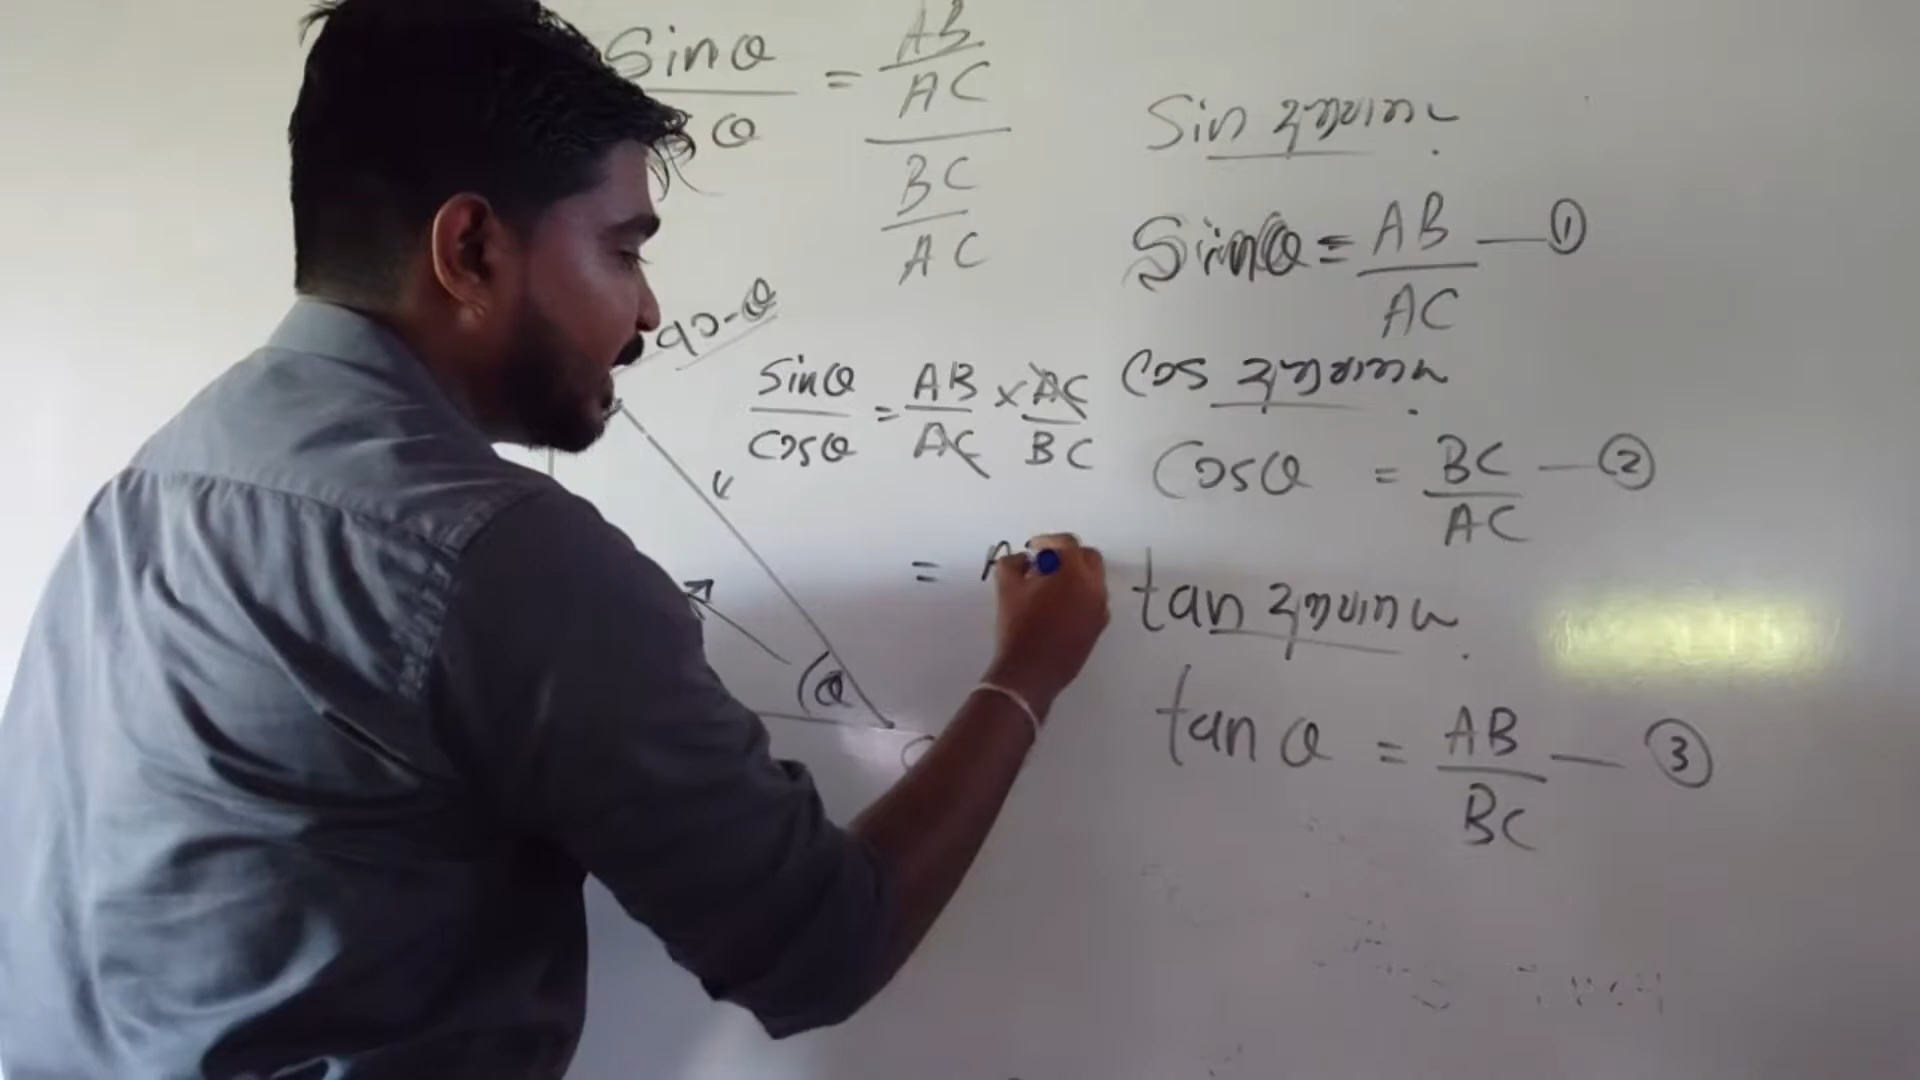 Sinθ = AB/AC
θ BC/AC
90-θ
Sinθ/Cosθ = AB/AC × AC/BC
= A
θ
Sin අනුපාතය.
Sinθ = AB/AC — ①
Cos අනුපාතය.
Cosθ = BC/AC — ②
tan අනුපාතය.
tan θ = AB/BC — ③